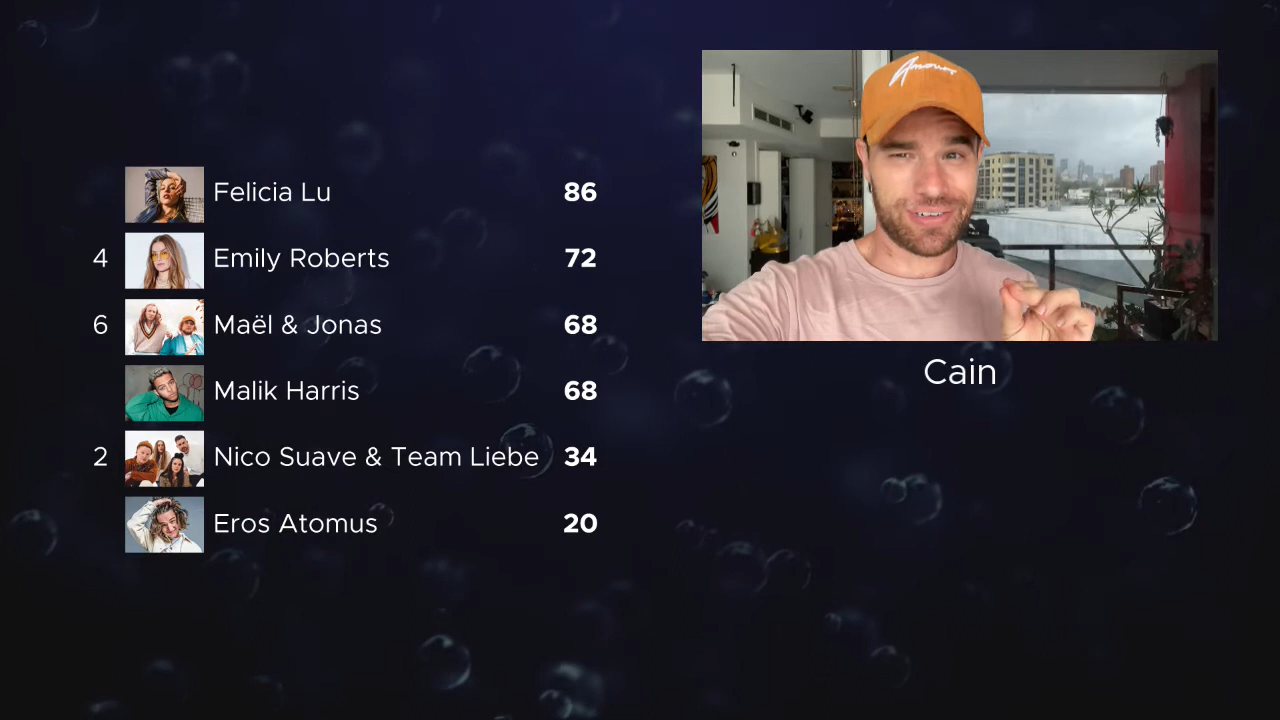 Felicia Lu 86
4 Emily Roberts 72
6 Maël & Jonas 68
Malik Harris 68
2 Nico Suave & Team Liebe 34
Eros Atomus 20
Amour
Cain